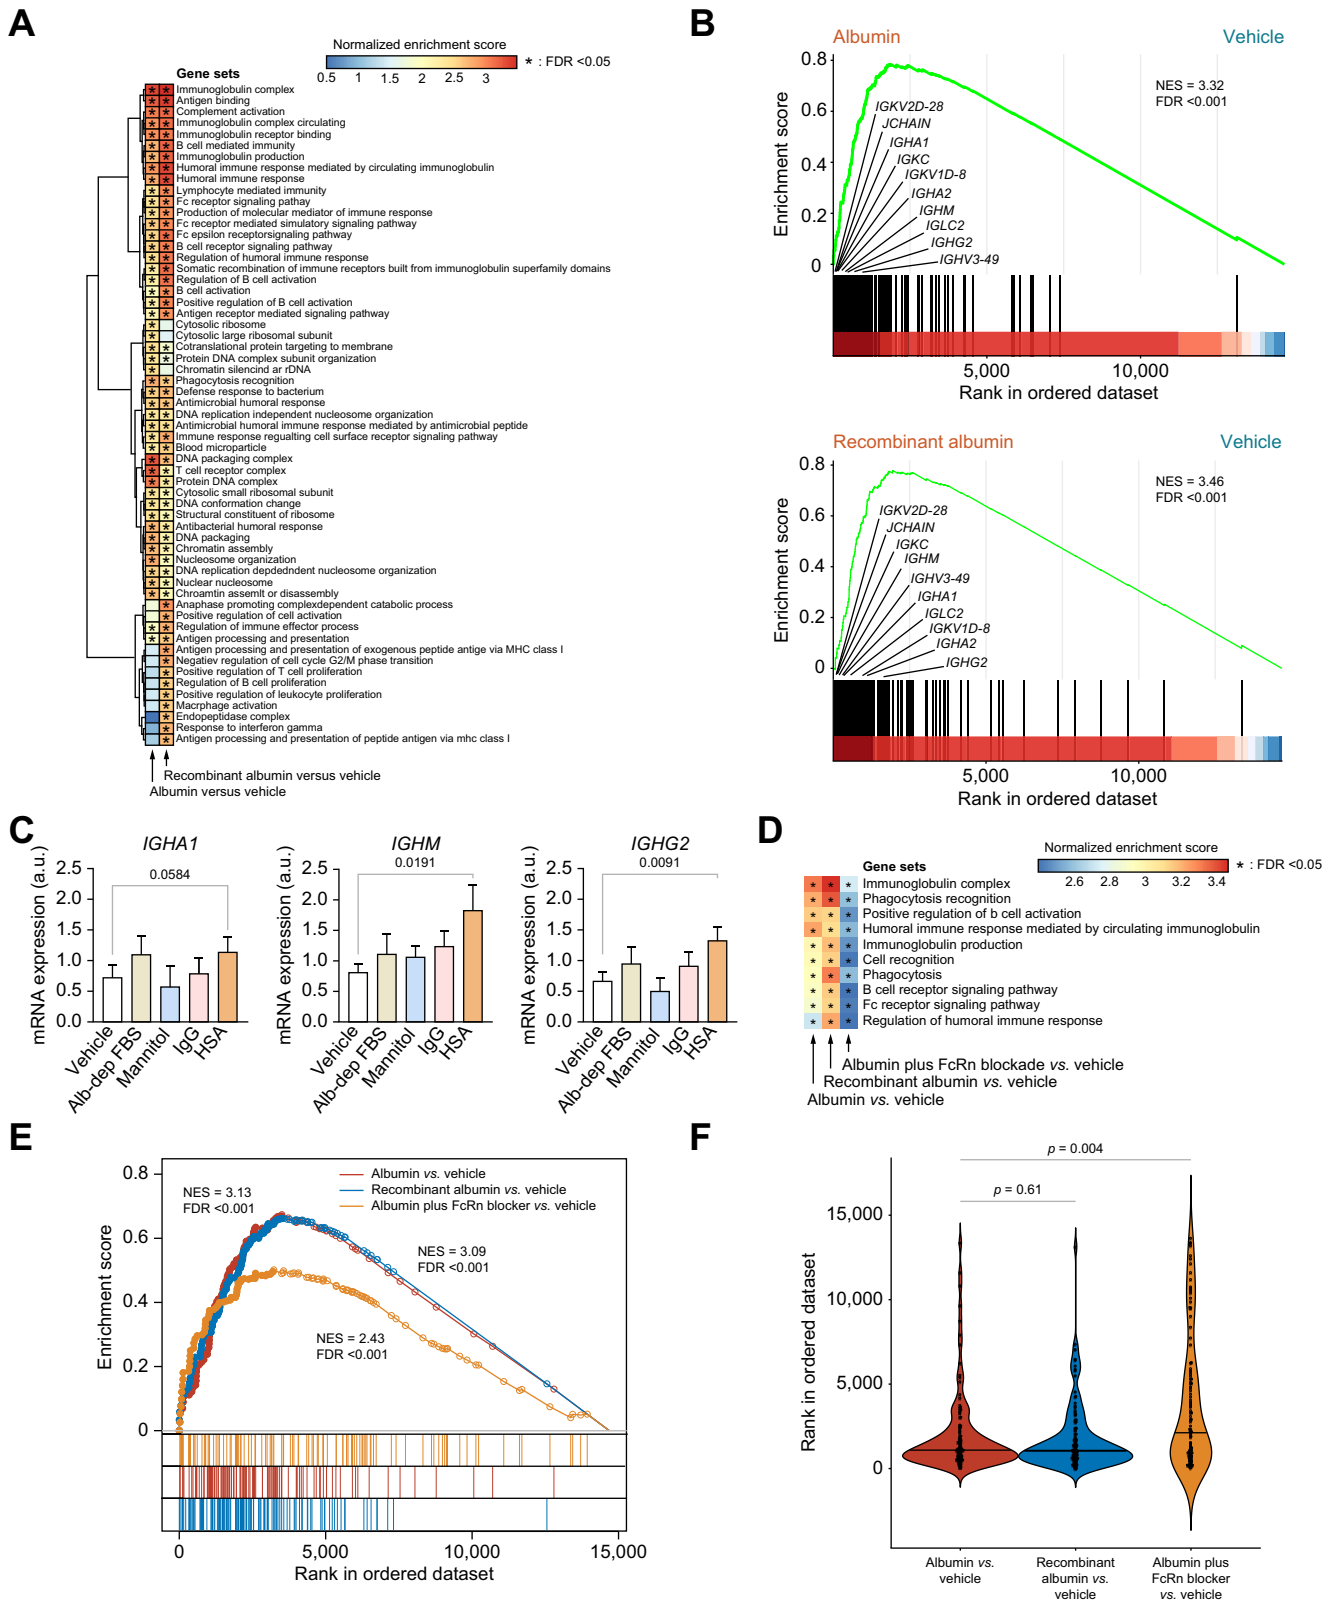 A
Normalized enrichment score
0.5 1 1.5 2 2.5 3
* : FDR <0.05
Gene sets
Immunoglobulin complex
Antigen binding
Complement activation
Immunoglobulin complex circulating
Immunoglobulin receptor binding
B cell mediated immunity
Immunoglobulin production
Humoral immune response mediated by circulating immunoglobulin
Humoral immune response
Lymphocyte mediated immunity
Fc receptor signaling pathay
Production of molecular mediator of immune response
Fc receptor mediated simulatory signaling pathway
Fc epsilon receptorsignaling pathway
B cell receptor signaling pathway
Regulation of humoral immune response
Somatic recombination of immune receptors built from immunoglobulin superfamily domains
Regulation of B cell activation
B cell activation
Positive regulation of B cell activation
Antigen receptor mediated signaling pathway
Cytosolic ribosome
Cytosolic large ribosomal subunit
Cotranslational protein targeting to membrane
Protein DNA complex subunit organization
Chromatin silencind ar rDNA
Phagocytosis recognition
Defense response to bacterium
Antimicrobial humoral response
DNA replication independent nucleosome organization
Antimicrobial humoral immune response mediated by antimicrobial peptide
Immune response regualting cell surface receptor signaling pathway
Blood microparticle
DNA packaging complex
T cell receptor complex
Protein DNA complex
Cytosolic small ribosomal subunit
DNA conformation change
Structural constituent of ribosome
Antibacterial humoral response
DNA packaging
Chromatin assembly
Nucleosome organization
DNA replication depdedndent nucleosome organization
Nuclear nucleosome
Chroamtin assemlt or disassembly
Anaphase promoting complexdependent catabolic process
Positive regulation of cell activation
Regulation of immune effector process
Antigen processing and presentation
Antigen processing and presentation of exogenous peptide antige via MHC class I
Negatiev regulation of cell cycle G2/M phase transition
Positive regulation of T cell proliferation
Regulation of B cell proliferation
Positive regulation of leukocyte proliferation
Macrphage activation
Endopeptidase complex
Response to interferon gamma
Antigen processing and presentation of peptide antigen via mhc class I
Recombinant albumin versus vehicle
Albumin versus vehicle
B
Albumin Vehicle
NES = 3.32
FDR <0.001
Enrichment score
0.8
0.6
0.4
0.2
0
IGKV2D-28
JCHAIN
IGHA1
IGKC
IGKV1D-8
IGHA2
IGHM
IGLC2
IGHG2
IGHV3-49
5,000 10,000
Rank in ordered dataset
Recombinant albumin Vehicle
NES = 3.46
FDR <0.001
Enrichment score
0.8
0.6
0.4
0.2
0
IGKV2D-28
JCHAIN
IGKC
IGHM
IGHV3-49
IGHA1
IGLC2
IGKV1D-8
IGHA2
IGHG2
5,000 10,000
Rank in ordered dataset
C
IGHA1
mRNA expression (a.u.)
2.5
2.0
1.5
1.0
0.5
0.0
0.0584
Vehicle
Alb-dep FBS
Mannitol
IgG
HSA
IGHM
mRNA expression (a.u.)
2.5
2.0
1.5
1.0
0.5
0.0
0.0191
Vehicle
Alb-dep FBS
Mannitol
IgG
HSA
IGHG2
mRNA expression (a.u.)
2.5
2.0
1.5
1.0
0.5
0.0
0.0091
Vehicle
Alb-dep FBS
Mannitol
IgG
HSA
D
Normalized enrichment score
2.6 2.8 3 3.2 3.4
* : FDR <0.05
Gene sets
Immunoglobulin complex
Phagocytosis recognition
Positive regulation of b cell activation
Humoral immune response mediated by circulating immunoglobulin
Immunoglobulin production
Cell recognition
Phagocytosis
B cell receptor signaling pathway
Fc receptor signaling pathway
Regulation of humoral immune response
Albumin plus FcRn blockade vs. vehicle
Recombinant albumin vs. vehicle
Albumin vs. vehicle
E
Enrichment score
0.8
0.6
0.4
0.2
0
Albumin vs. vehicle
Recombinant albumin vs. vehicle
Albumin plus FcRn blocker vs. vehicle
NES = 3.13
FDR <0.001
NES = 3.09
FDR <0.001
NES = 2.43
FDR <0.001
0 5,000 10,000 15,000
Rank in ordered dataset
F
Rank in ordered dataset
15,000
10,000
5,000
0
p = 0.004
p = 0.61
Albumin vs.
vehicle
Recombinant
albumin vs.
vehicle
Albumin plus
FcRn blocker
vs. vehicle